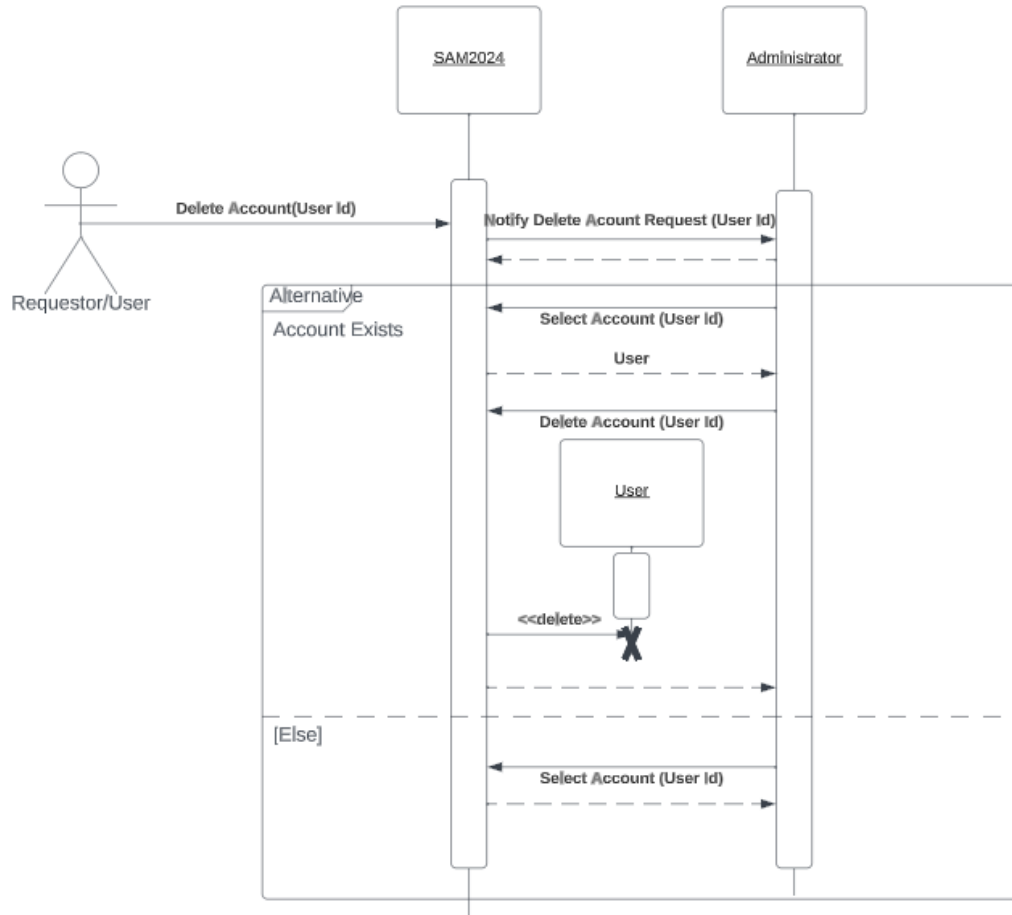 SAM2024
Administrator
Delete Account(User Id)
Notify Delete Acount Request (User Id)
Requestor/User
Alternative
Account Exists
Select Account (User Id)
User
Delete Account (User Id)
User
<<delete>>
[Else]
Select Account (User Id)